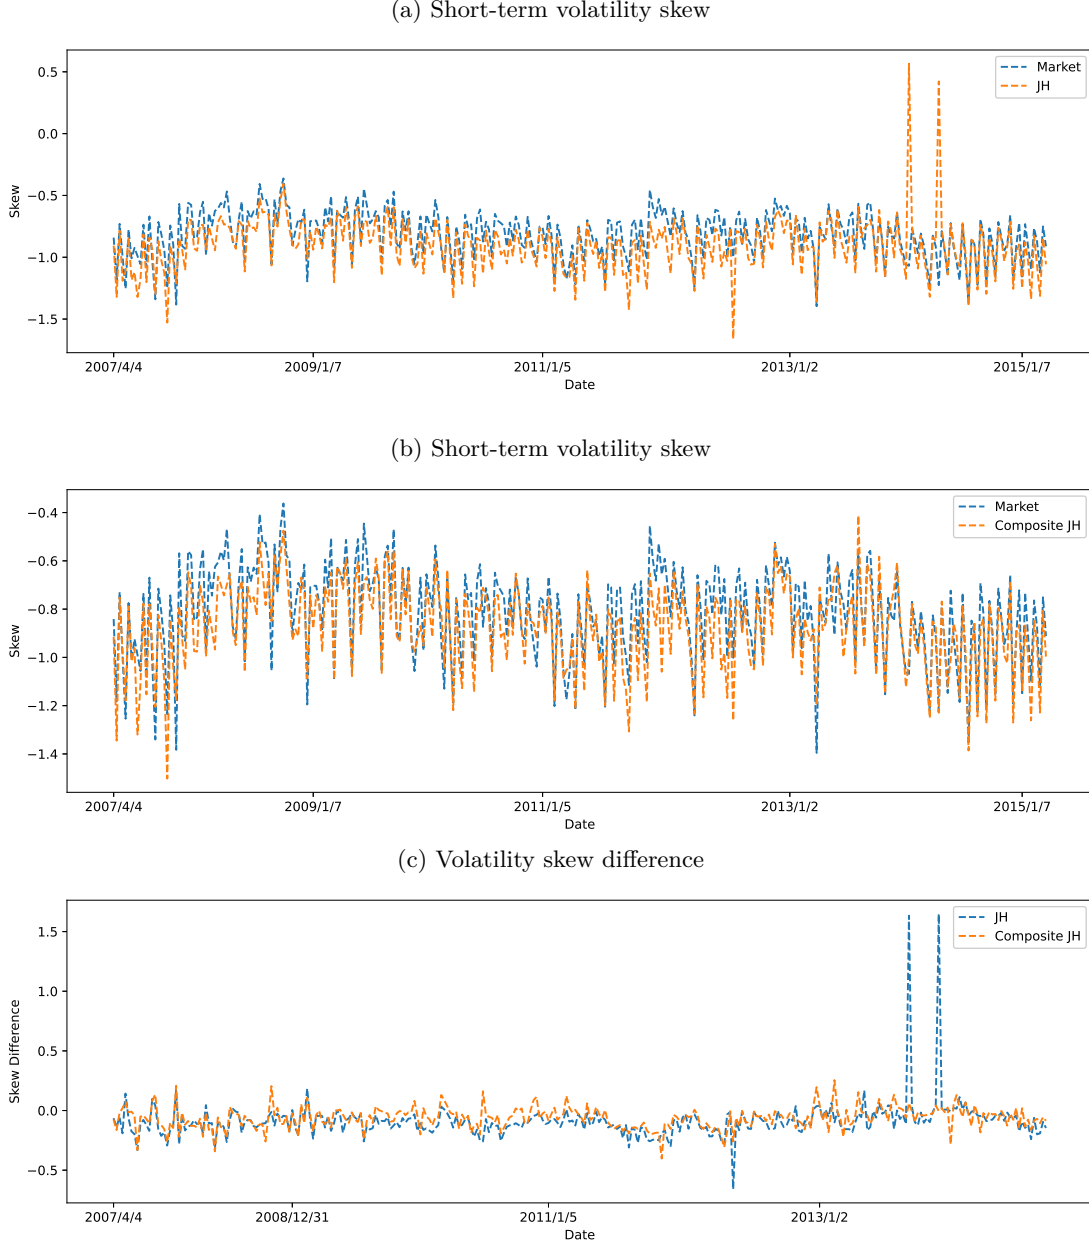 (a) Short-term volatility skew
0.5
0.0
−0.5
−1.0
−1.5
Skew
Market
JH
2007/4/4 2009/1/7 2011/1/5 2013/1/2 2015/1/7
Date
(b) Short-term volatility skew
−0.4
−0.6
−0.8
−1.0
−1.2
−1.4
Skew
Market
Composite JH
2007/4/4 2009/1/7 2011/1/5 2013/1/2 2015/1/7
Date
(c) Volatility skew difference
1.5
1.0
0.5
0.0
−0.5
Skew Difference
JH
Composite JH
2007/4/4 2008/12/31 2011/1/5 2013/1/2
Date